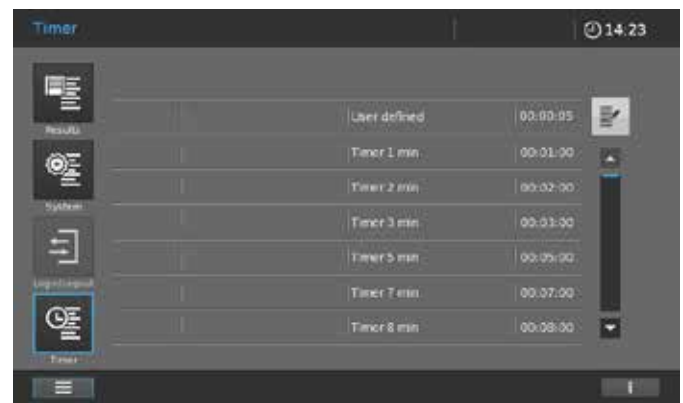 Timer
14:23
Results
User defined 00:00:05
Timer 1 min 00:01:00
System
Timer 2 min 00:02:00
Timer 3 min 00:03:00
Timer 5 min 00:05:00
Timer 7 min 00:07:00
Timer 8 min 00:08:00
Timer
i